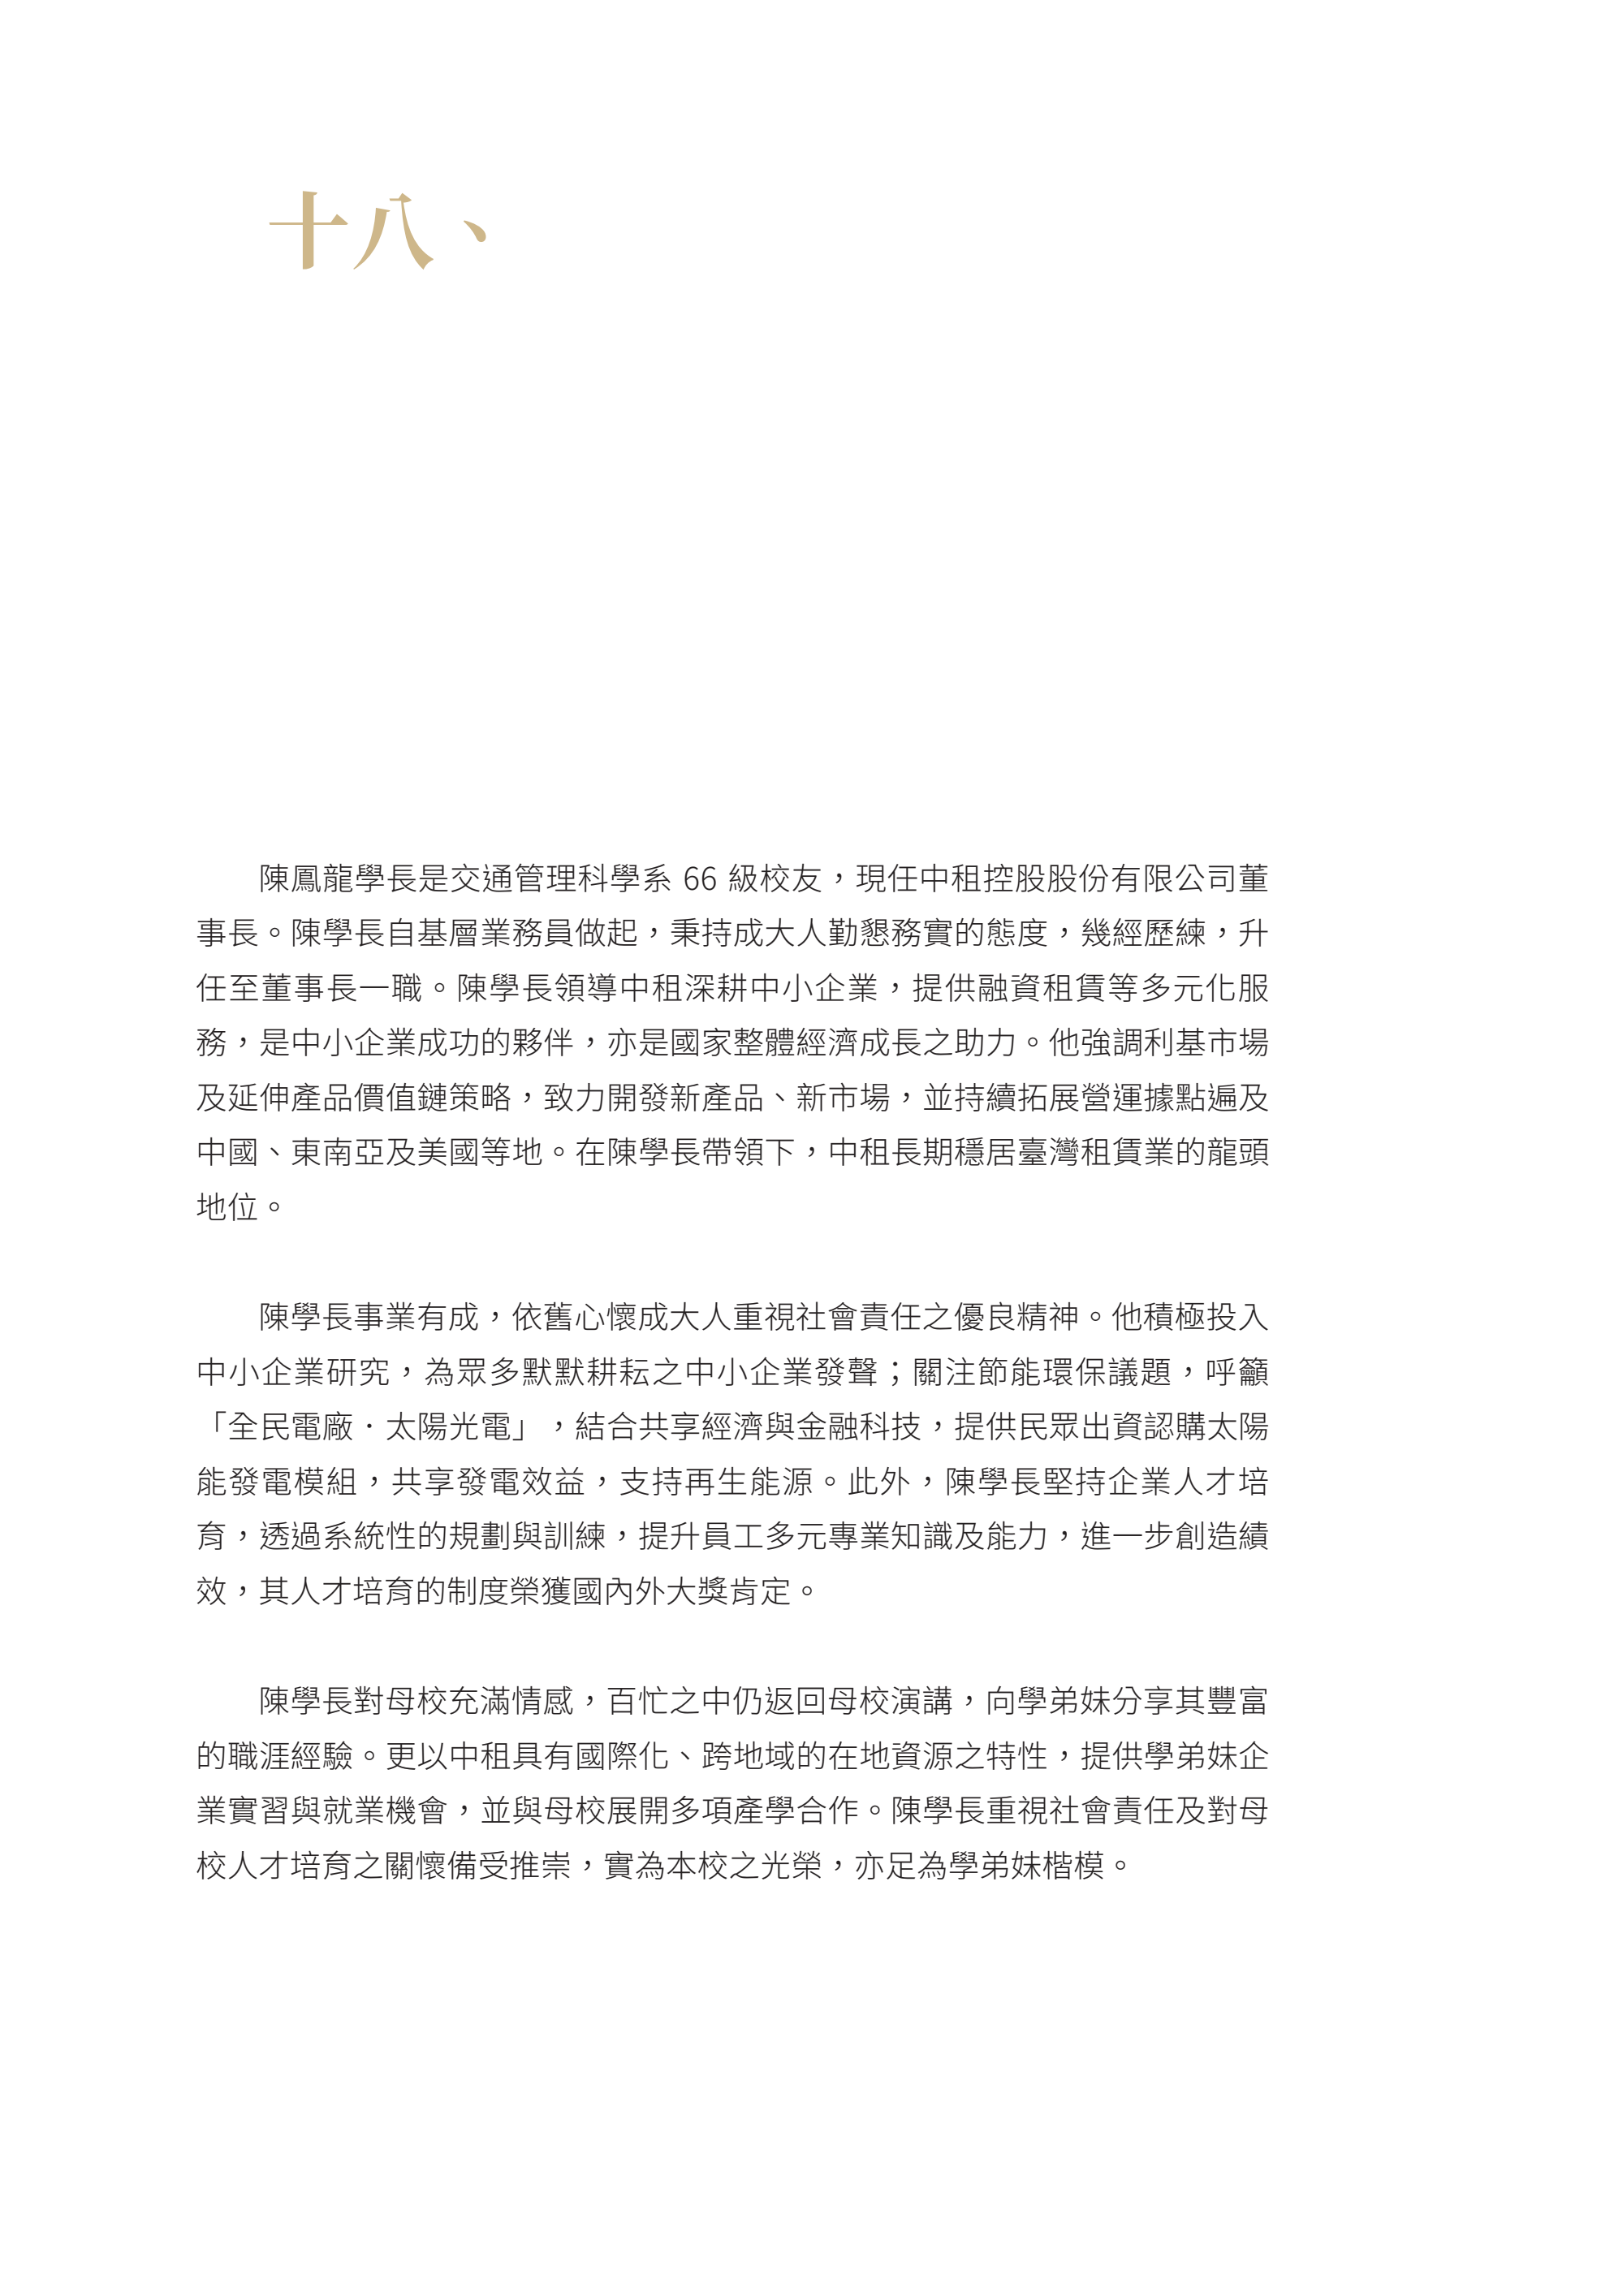 十八、
陳鳳龍學長是交通管理科學系 66 級校友，現任中租控股股份有限公司董
事長。陳學長自基層業務員做起，秉持成大人勤懇務實的態度，幾經歷練，升
任至董事長一職。陳學長領導中租深耕中小企業，提供融資租賃等多元化服
務，是中小企業成功的夥伴，亦是國家整體經濟成長之助力。他強調利基市場
及延伸產品價值鏈策略，致力開發新產品、新市場，並持續拓展營運據點遍及
中國、東南亞及美國等地。在陳學長帶領下，中租長期穩居臺灣租賃業的龍頭
地位。
陳學長事業有成，依舊心懷成大人重視社會責任之優良精神。他積極投入
中小企業研究，為眾多默默耕耘之中小企業發聲；關注節能環保議題，呼籲
「全民電廠．太陽光電」，結合共享經濟與金融科技，提供民眾出資認購太陽
能發電模組，共享發電效益，支持再生能源。此外，陳學長堅持企業人才培
育，透過系統性的規劃與訓練，提升員工多元專業知識及能力，進一步創造績
效，其人才培育的制度榮獲國內外大獎肯定。
陳學長對母校充滿情感，百忙之中仍返回母校演講，向學弟妹分享其豐富
的職涯經驗。更以中租具有國際化、跨地域的在地資源之特性，提供學弟妹企
業實習與就業機會，並與母校展開多項產學合作。陳學長重視社會責任及對母
校人才培育之關懷備受推崇，實為本校之光榮，亦足為學弟妹楷模。